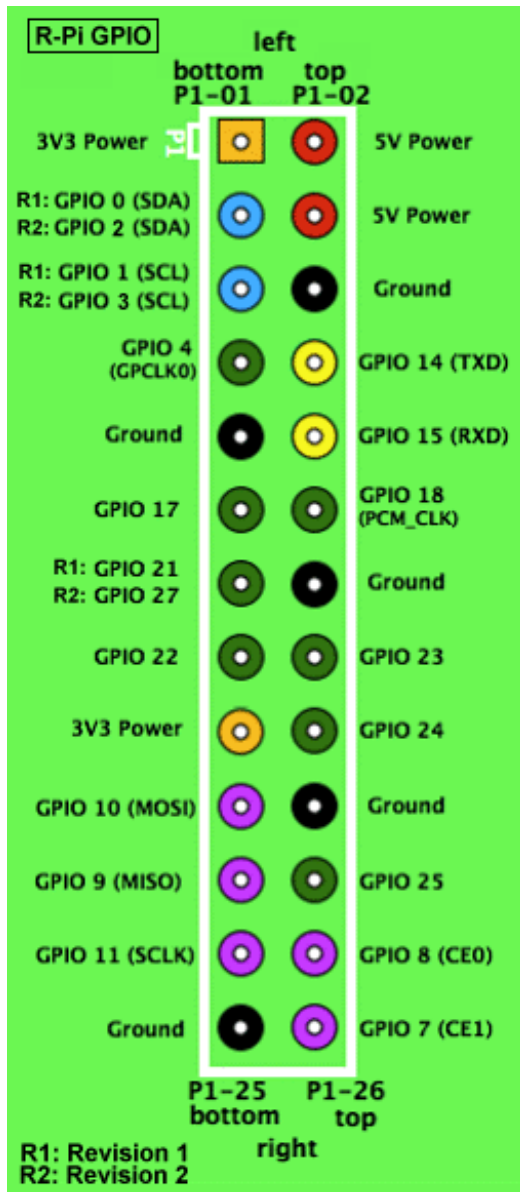 R-Pi GPIO
left
bottom top
P1-01 P1-02
3V3 Power P1 5V Power
R1: GPIO 0 (SDA)
R2: GPIO 2 (SDA)
5V Power
R1: GPIO 1 (SCL)
R2: GPIO 3 (SCL)
Ground
GPIO 4
(GPCLK0)
GPIO 14 (TXD)
Ground GPIO 15 (RXD)
GPIO 17
GPIO 18
(PCM_CLK)
R1: GPIO 21
R2: GPIO 27
Ground
GPIO 22 GPIO 23
3V3 Power GPIO 24
GPIO 10 (MOSI) Ground
GPIO 9 (MISO) GPIO 25
GPIO 11 (SCLK) GPIO 8 (CE0)
Ground GPIO 7 (CE1)
P1-25 P1-26
bottom top
right
R1: Revision 1
R2: Revision 2